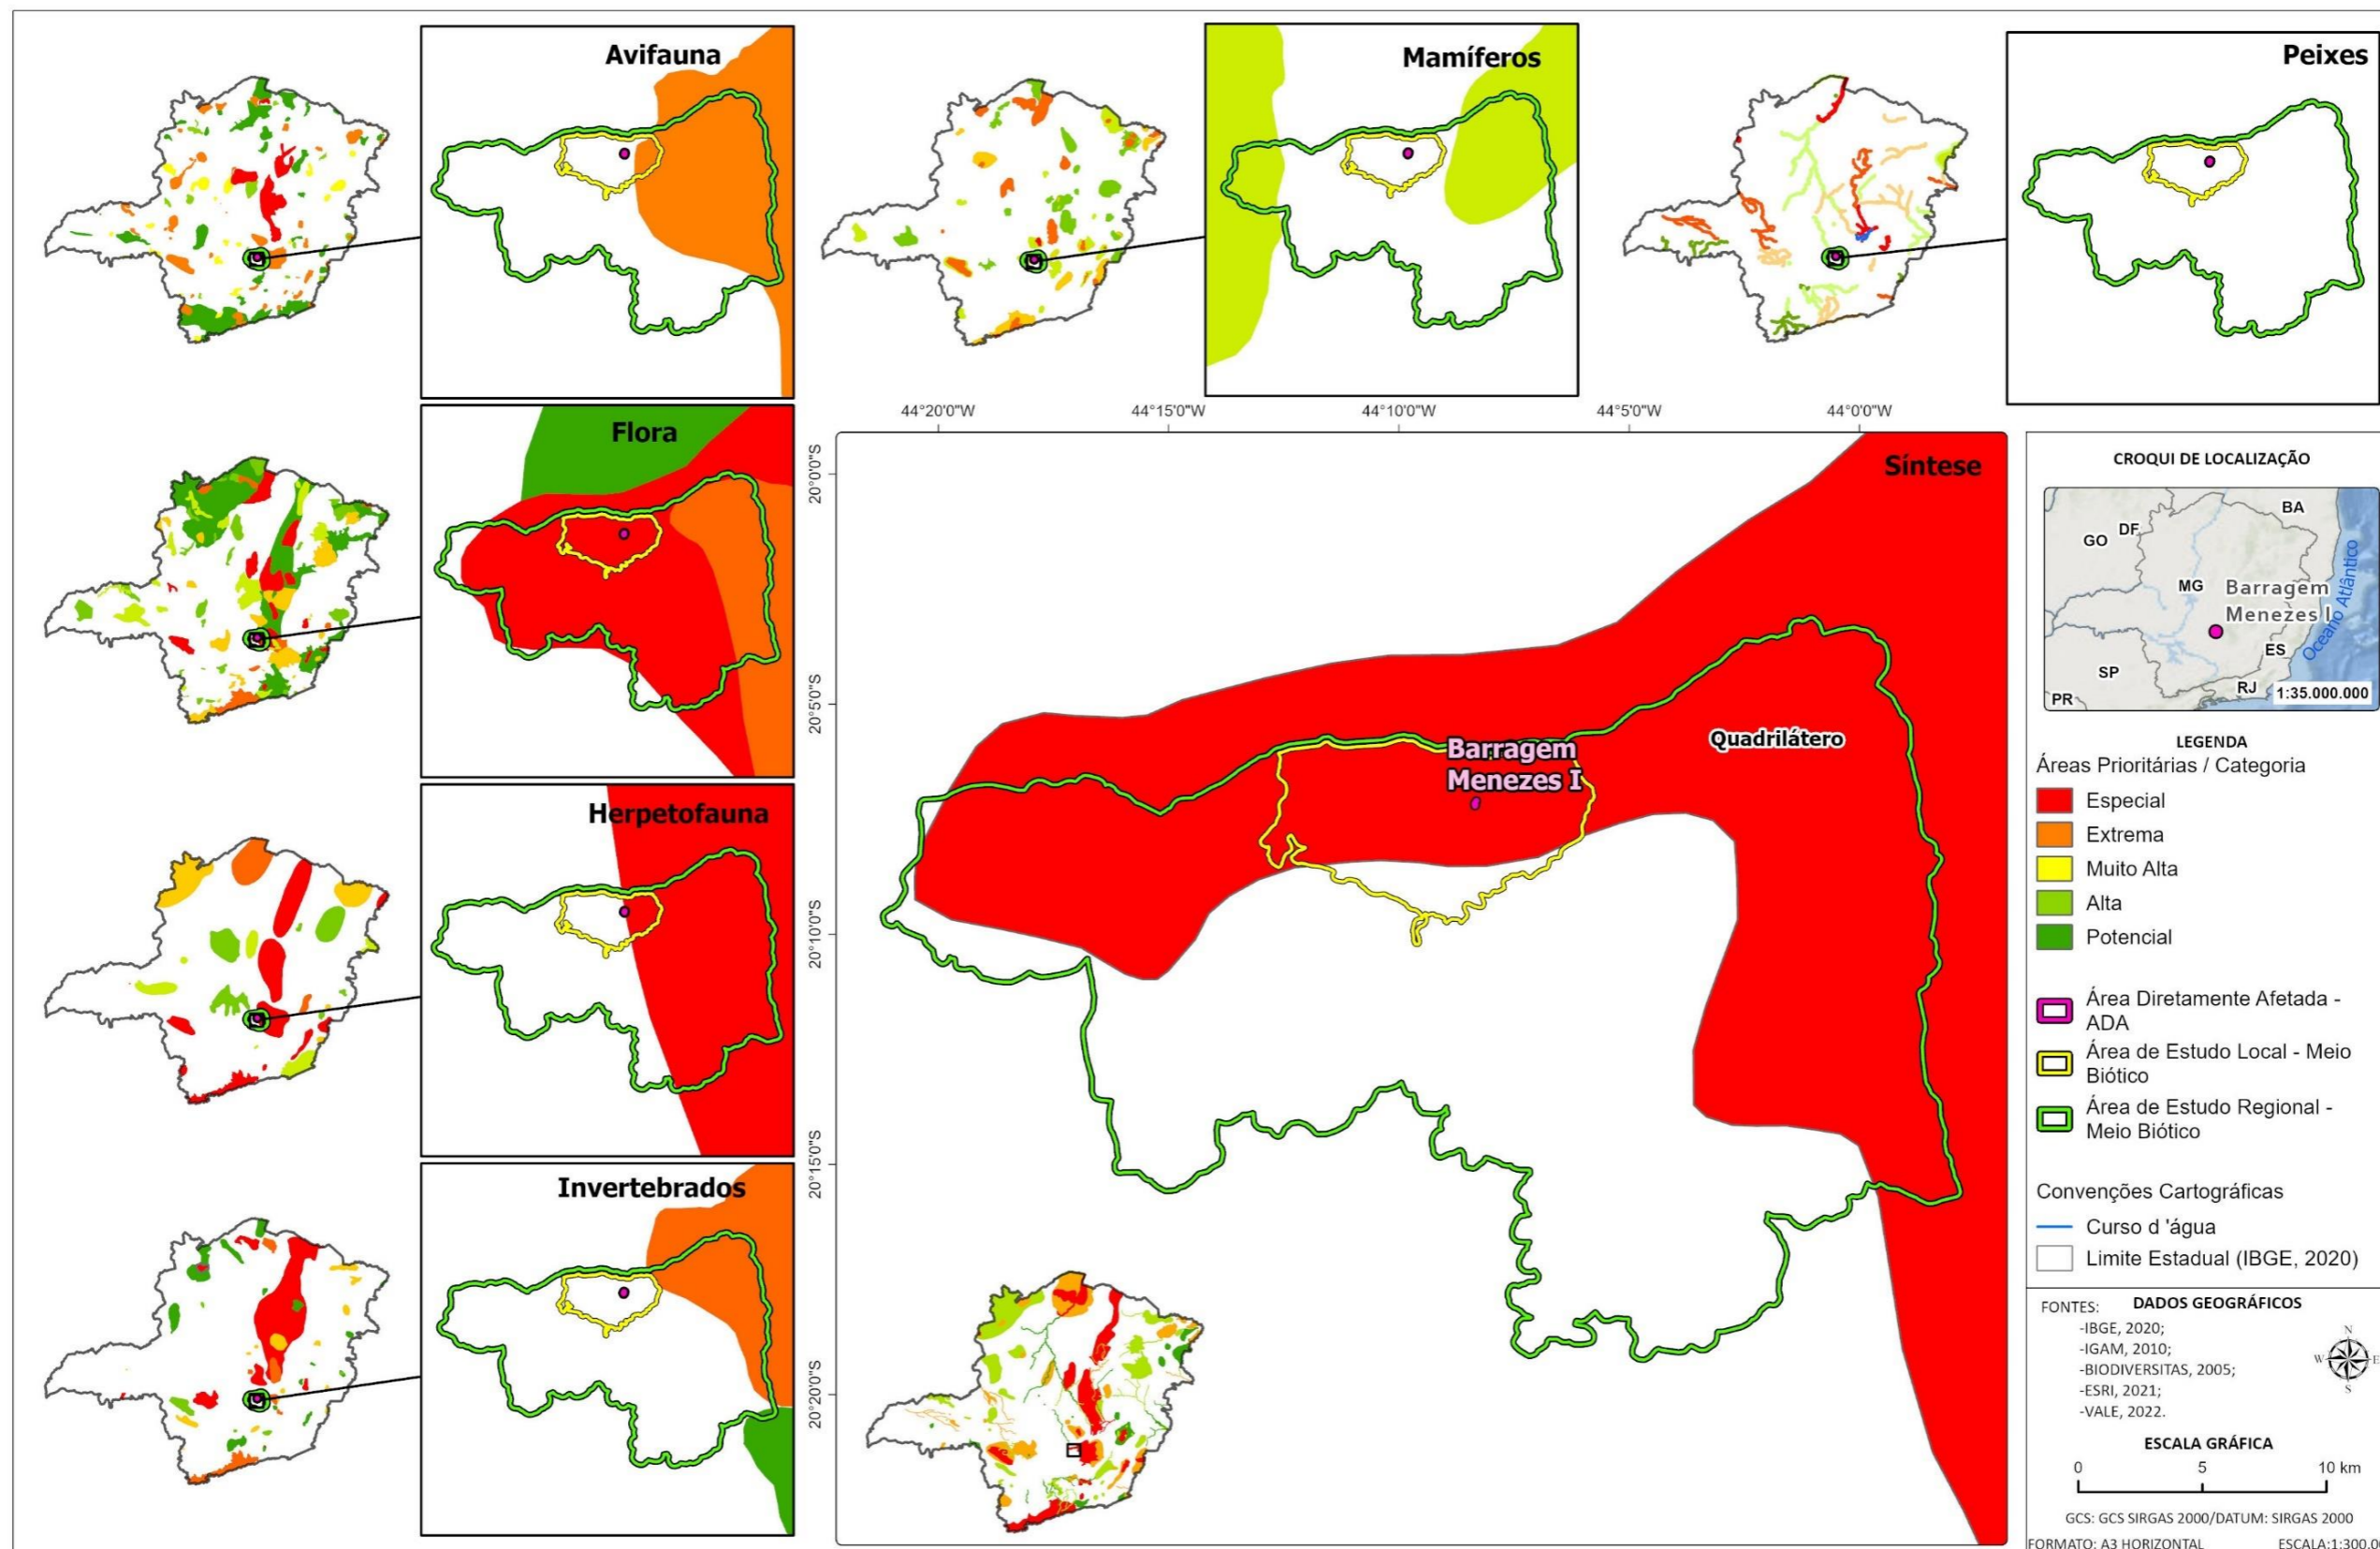 Avifauna
Mamíferos
Peixes
44°20'0"W
44°15'0"W
44°10'0"W
44°5'0"W
44°0'0"W
Flora
Herpetofauna
Invertebrados
20°0'0"S
20°5'0"S
20°10'0"S
20°15'0"S
20°20'0"S
Síntese
Quadrilátero
Barragem
Menezes I
CROQUI DE LOCALIZAÇÃO
BA
DF
GO
MG
Barragem
Menezes I
Oceano Atlântico
ES
SP
RJ
PR
1:35.000.000
LEGENDA
Áreas Prioritárias / Categoria
Especial
Extrema
Muito Alta
Alta
Potencial
Área Diretamente Afetada -
ADA
Área de Estudo Local - Meio
Biótico
Área de Estudo Regional -
Meio Biótico
Convenções Cartográficas
Curso d 'água
Limite Estadual (IBGE, 2020)
FONTES: DADOS GEOGRÁFICOS
-IBGE, 2020;
-IGAM, 2010;
-BIODIVERSITAS, 2005;
-ESRI, 2021;
-VALE, 2022.
N
W E
S
ESCALA GRÁFICA
0 5 10 km
GCS: GCS SIRGAS 2000/DATUM: SIRGAS 2000
FORMATO: A3 HORIZONTAL ESCALA:1:300.0